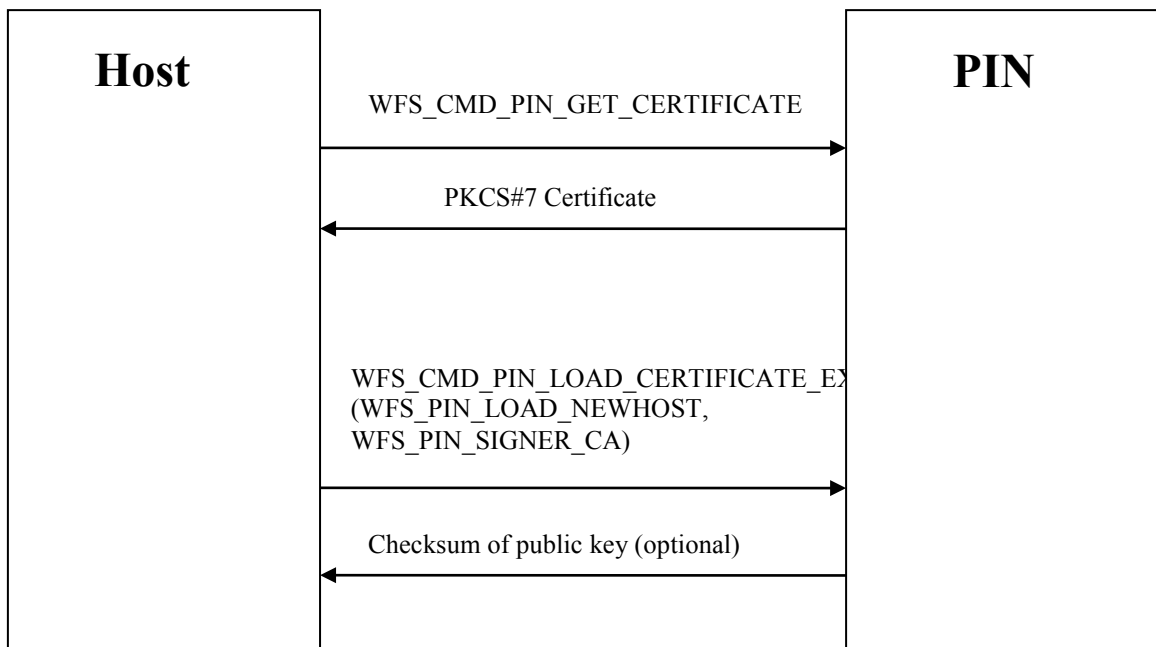 Host
PIN
WFS_CMD_PIN_GET_CERTIFICATE
PKCS#7 Certificate
WFS_CMD_PIN_LOAD_CERTIFICATE_EX
(WFS_PIN_LOAD_NEWHOST,
WFS_PIN_SIGNER_CA)
Checksum of public key (optional)